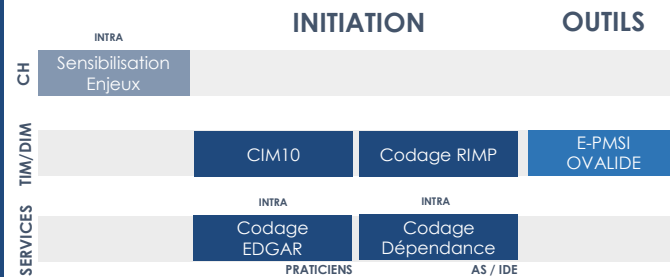 INITIATION
OUTILS
INTRA
CH
Sensibilisation
Enjeux
TIM/DIM
CIM10
Codage RIMP
E-PMSI
OVALIDE
SERVICES
INTRA
INTRA
Codage
EDGAR
Codage
Dépendance
PRATICIENS
AS / IDE